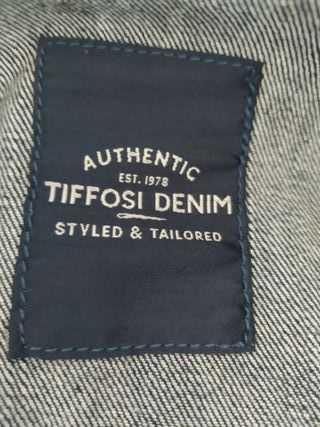 AUTHENTIC
EST. 1978
TIFFOSI DENIM
STYLED & TAILORED